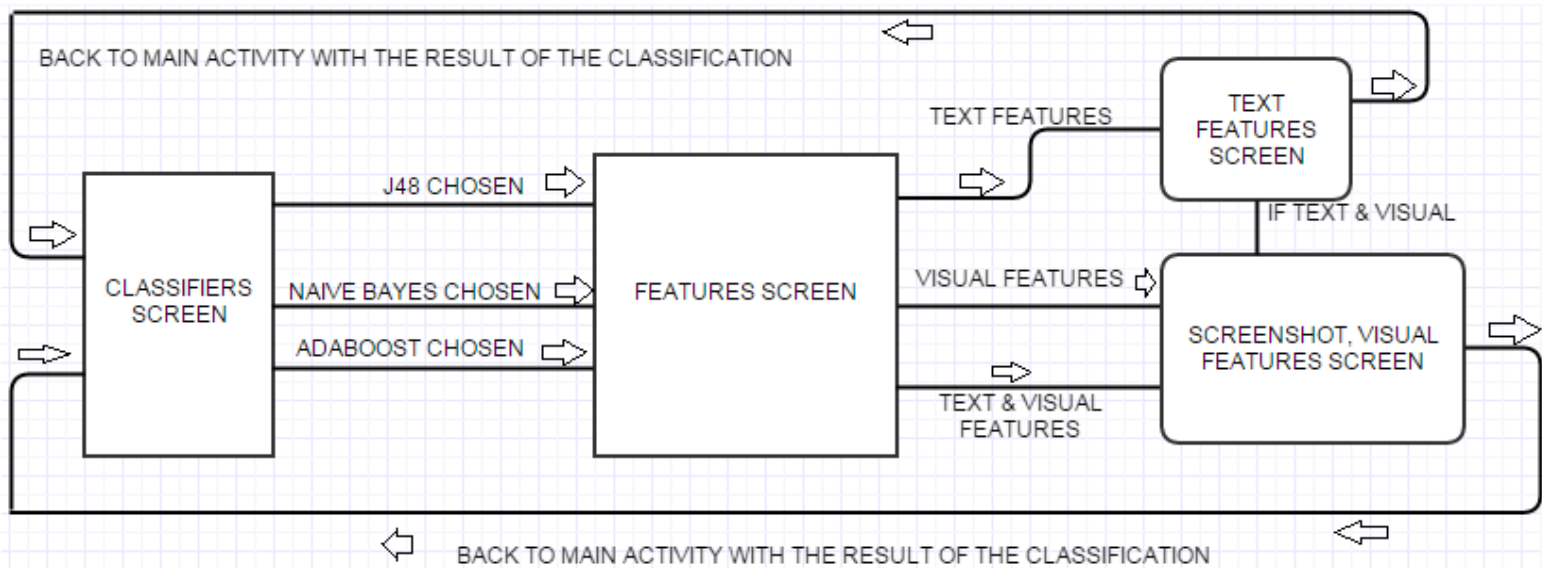 BACK TO MAIN ACTIVITY WITH THE RESULT OF THE CLASSIFICATION
TEXT
FEATURES
SCREEN
TEXT FEATURES
J48 CHOSEN
IF TEXT & VISUAL
CLASSIFIERS
SCREEN
NAIVE BAYES CHOSEN
FEATURES SCREEN
VISUAL FEATURES
ADABOOST CHOSEN
SCREENSHOT, VISUAL
FEATURES SCREEN
TEXT & VISUAL
FEATURES
BACK TO MAIN ACTIVITY WITH THE RESULT OF THE CLASSIFICATION